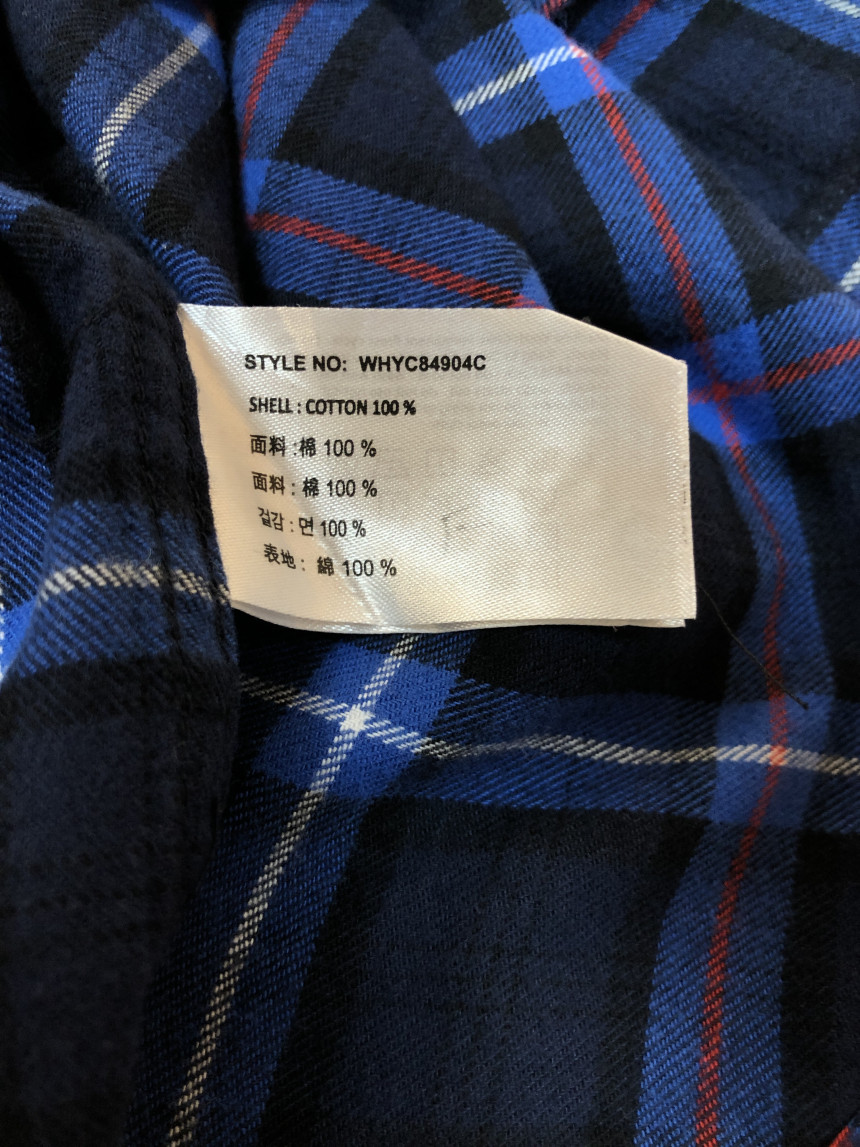 STYLE NO: WHYC84904C
SHELL : COTTON 100 %
面料 :棉 100 %
面料 : 棉 100 %
걸감 : 면 100 %
表地 : 綿 100 %